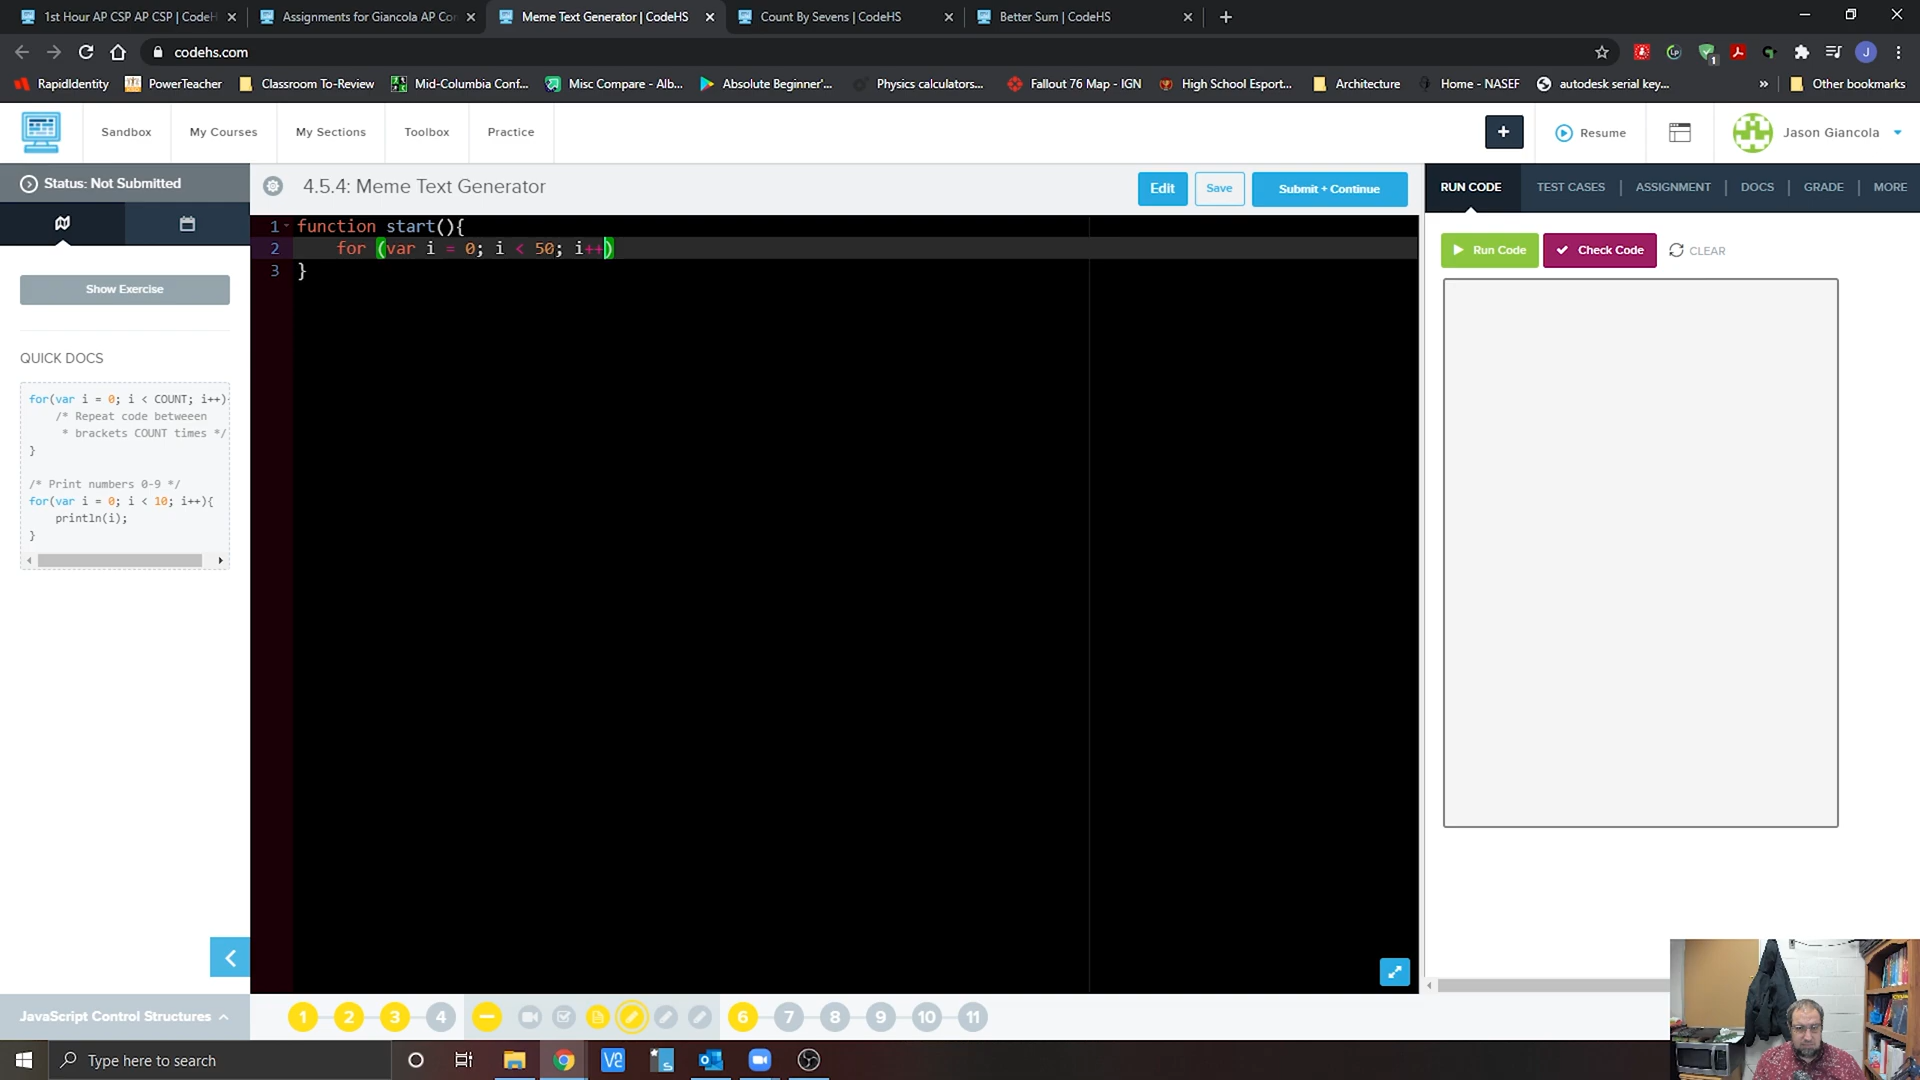 1st Hour AP CSP AP CSP | CodeH
Assignments for Giancola AP Co
Meme Text Generator | CodeHS
Count By Sevens | CodeHS
Better Sum | CodeHS
codehs.com
RapidIdentity
PowerTeacher
Classroom To-Review
Mid-Columbia Conf...
Misc Compare - Alb...
Absolute Beginner'...
Physics calculators...
Fallout 76 Map - IGN
High School Esport...
Architecture
Home - NASEF
autodesk serial key...
»
Other bookmarks
Sandbox
My Courses
My Sections
Toolbox
Practice
+
Resume
Jason Giancola
Status: Not Submitted
4.5.4: Meme Text Generator
Edit
Save
Submit + Continue
RUN CODE
TEST CASES
ASSIGNMENT
DOCS
GRADE
MORE
Show Exercise
QUICK DOCS
for(var i = 0; i < COUNT; i++)
/* Repeat code betweeen
* brackets COUNT times */
}
/* Print numbers 0-9 */
for(var i = 0; i < 10; i++){
println(i);
}
1 function start(){
2 for (var i = 0; i < 50; i++)
3 }
Run Code
Check Code
CLEAR
JavaScript Control Structures
1 2 3 4 6 7 8 9 10 11
Type here to search